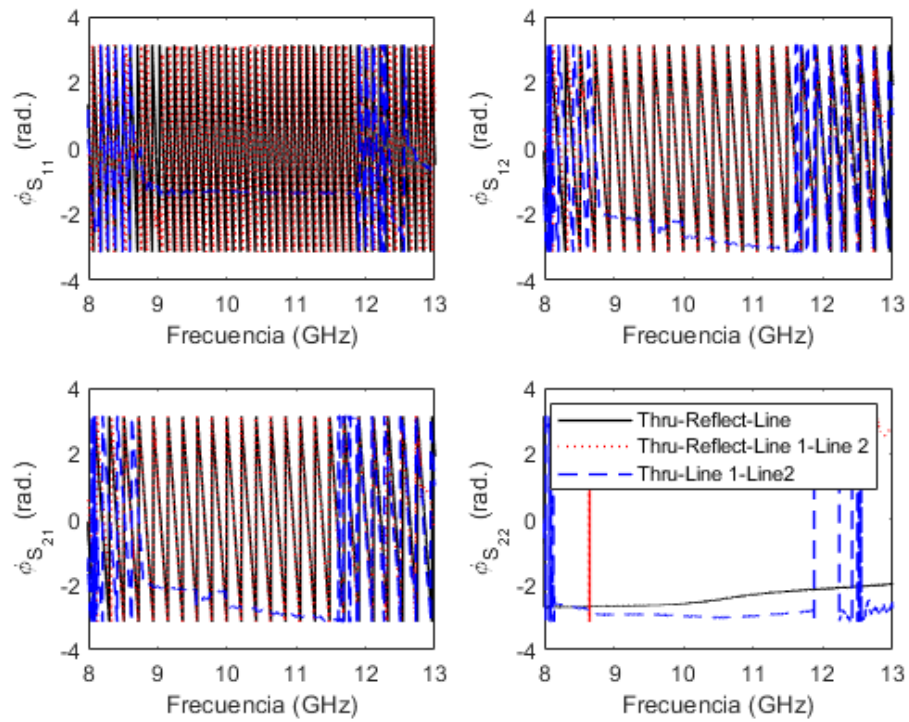 4
2
0
-2
-4
8 9 10 11 12 13
ϕS11 (rad.)
Frecuencia (GHz)
4
2
0
-2
-4
8 9 10 11 12 13
ϕS12 (rad.)
Frecuencia (GHz)
4
2
0
-2
-4
8 9 10 11 12 13
ϕS21 (rad.)
Frecuencia (GHz)
4
2
0
-2
-4
8 9 10 11 12 13
ϕS22 (rad.)
Frecuencia (GHz)
Thru-Reflect-Line
Thru-Reflect-Line 1-Line 2
Thru-Line 1-Line2